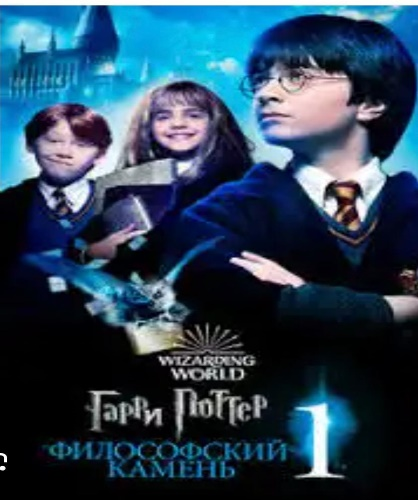 WIZARDING
WORLD
Гарри Поттер
ФИЛОСОФСКИЙ
КАМЕНЬ
1